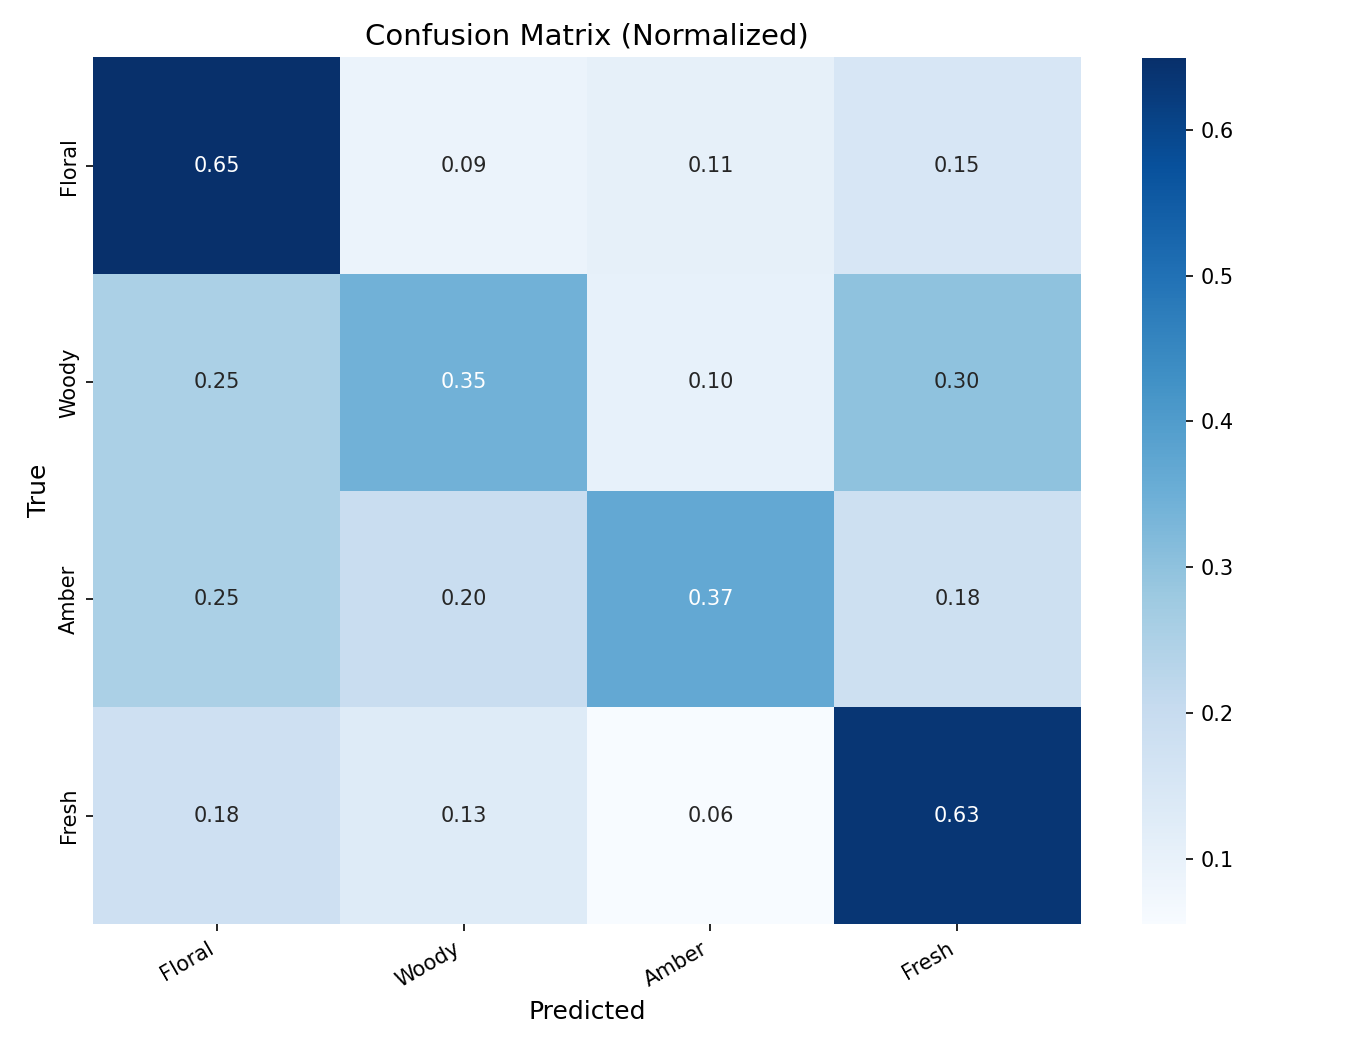 Confusion Matrix (Normalized)
True
Floral
0.65 0.09 0.11 0.15
Woody
0.25 0.35 0.10 0.30
Amber
0.25 0.20 0.37 0.18
Fresh
0.18 0.13 0.06 0.63
Floral Woody Amber Fresh
Predicted
0.6
0.5
0.4
0.3
0.2
0.1